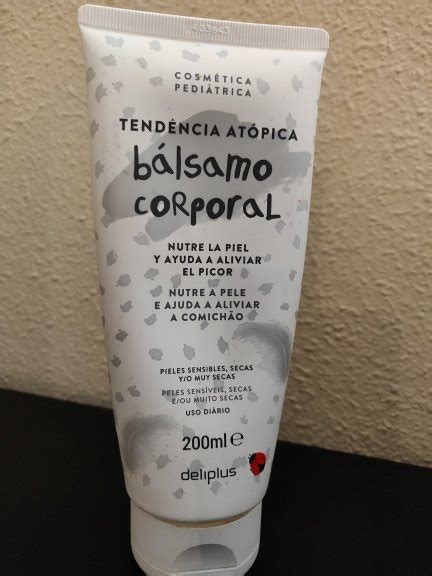 COSMÉTICA
PEDIÁTRICA
TENDÊNCIA ATÓPICA
bálsamo
corporal
NUTRE LA PIEL
Y AYUDA A ALIVIAR
EL PICOR
NUTRE A PELE
E AJUDA A ALIVIAR
A COMICHÃO
PIELES SENSIBLES, SECAS
Y/O MUY SECAS
PELES SENSÍVEIS, SECAS
E/OU MUITO SECAS
USO DIÁRIO
200ml e
deliplus